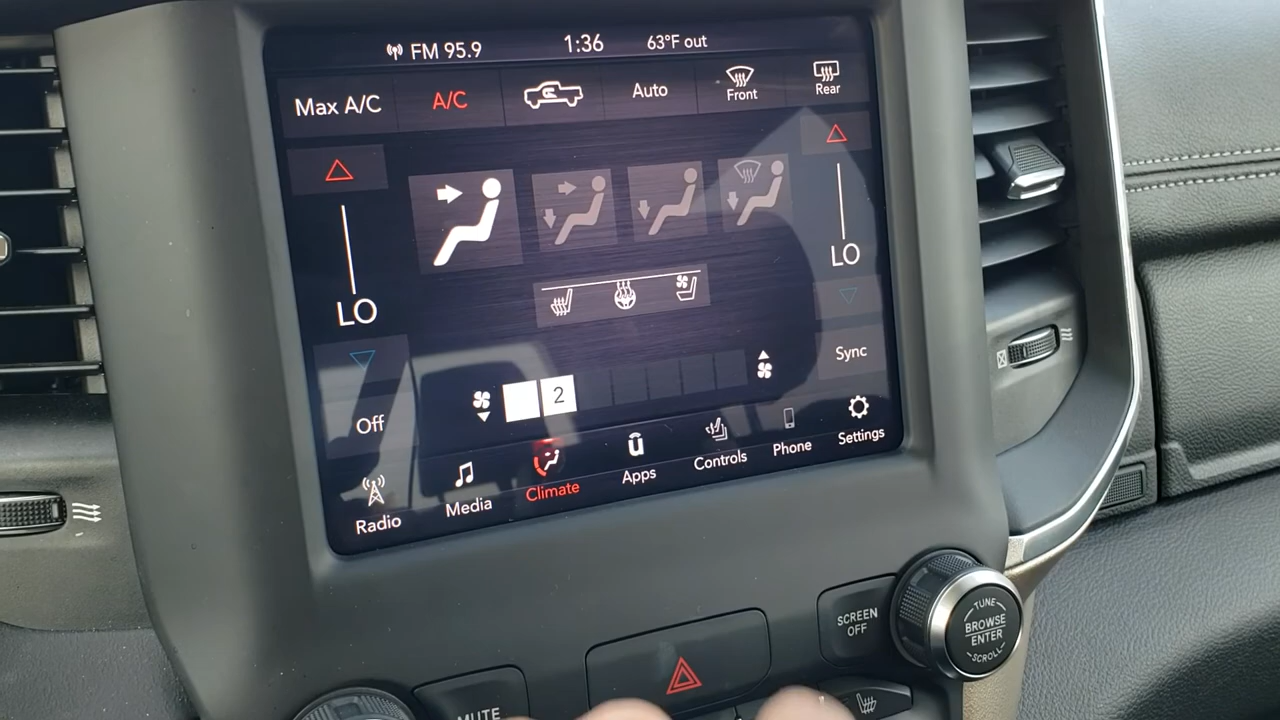 FM 95.9 1:36 63°F out
Max A/C A/C Auto Front Rear
LO LO
Sync
2
Off
Radio Media Climate Apps Controls Phone Settings
SCREEN
OFF
TUNE
BROWSE
ENTER
SCROLL
MUTE